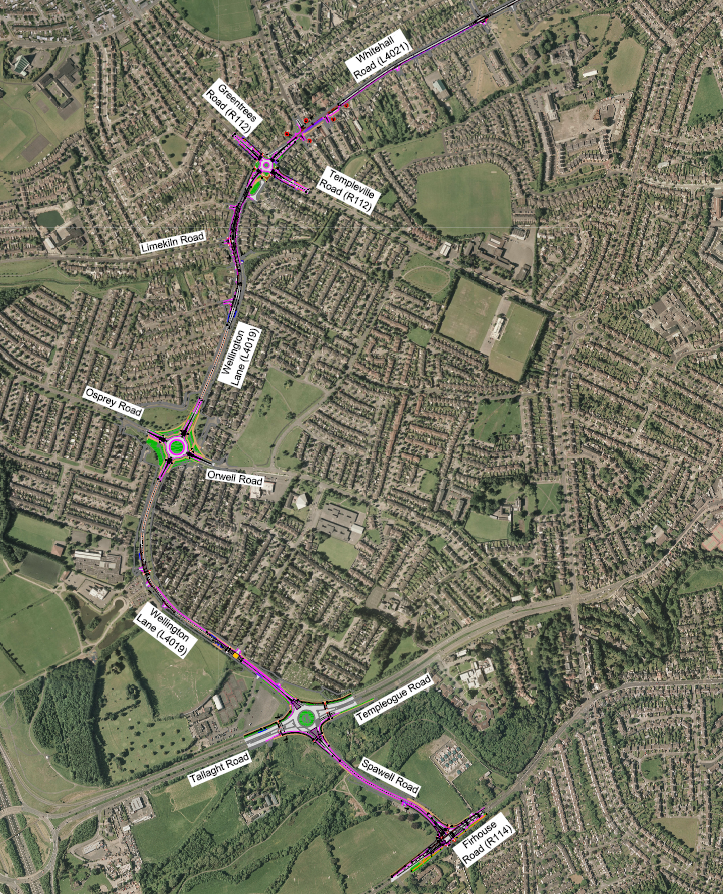 Whitehall
Road (L4021)
Greentrees
Road (R112)
Templeville
Road (R112)
Limekiln Road
Wellington
Lane (L4019)
Osprey Road
Orwell Road
Wellington
Lane (L4019)
Templeogue Road
Tallaght Road
Spawell Road
Firhouse
Road (R114)